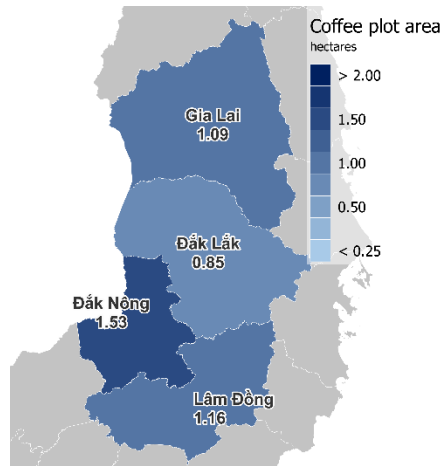 Coffee plot area
hectares
> 2.00
1.50
1.00
0.50
< 0.25
Gia Lai
1.09
Đắk Lắk
0.85
Đắk Nông
1.53
Lâm Đồng
1.16